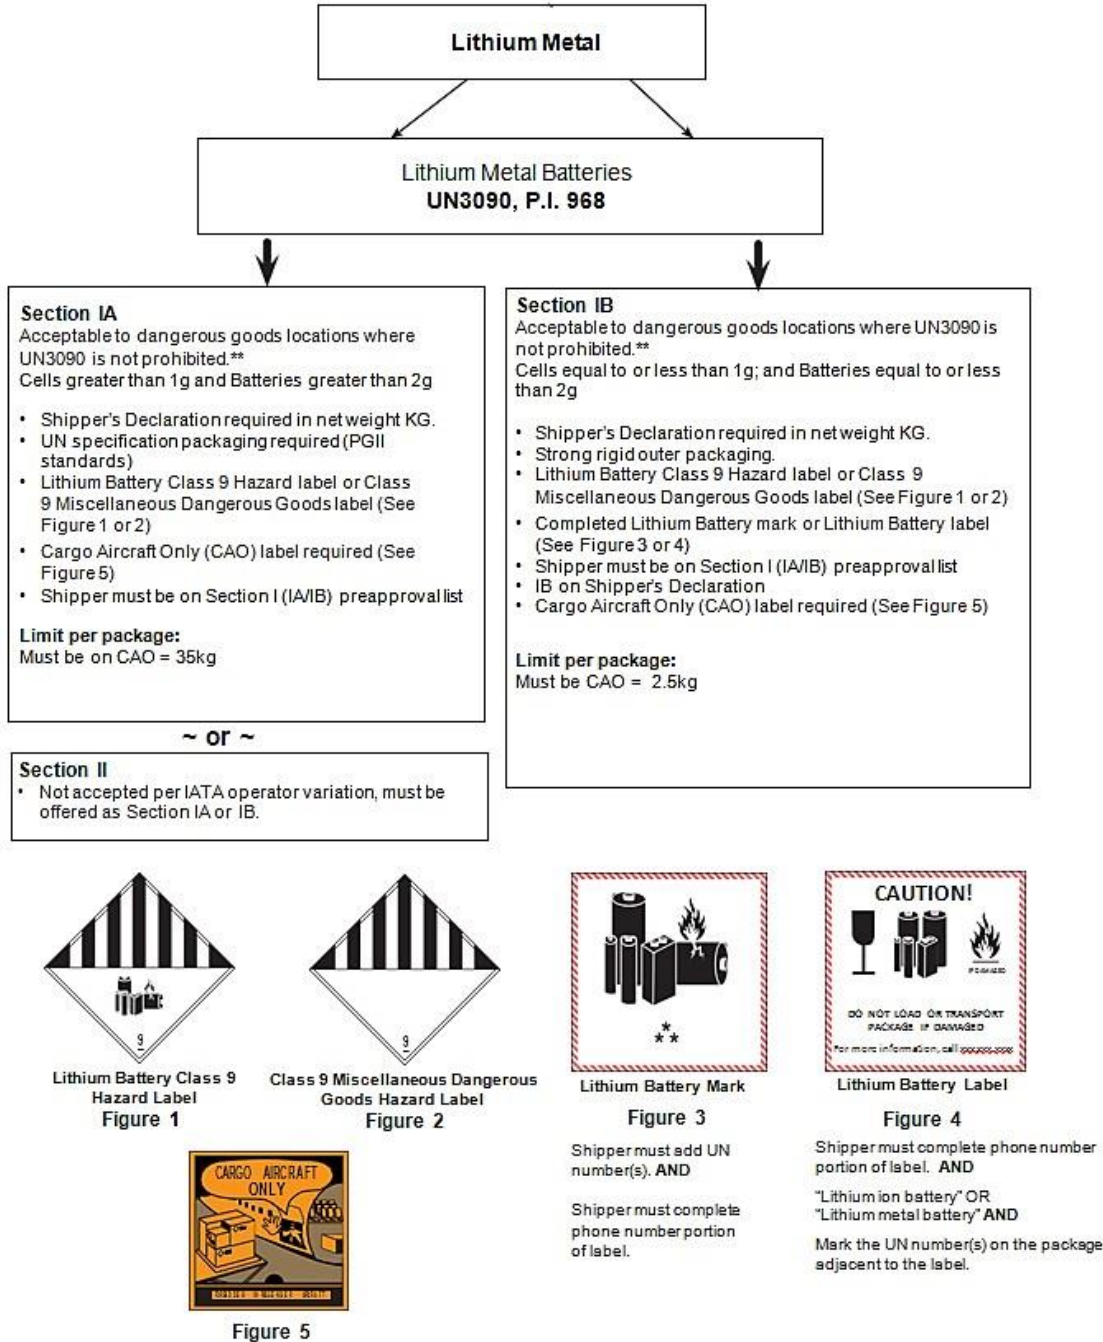 Lithium Metal
Lithium Metal Batteries
UN3090, P.I. 968
Section IA
Acceptable to dangerous goods locations where
UN3090 is not prohibited.**
Cells greater than 1g and Batteries greater than 2g
• Shipper's Declaration required in net weight KG.
• UN specification packaging required (PGII
standards)
• Lithium Battery Class 9 Hazard label or Class
9 Miscellaneous Dangerous Goods label (See
Figure 1 or 2)
• Cargo Aircraft Only (CAO) label required (See
Figure 5)
• Shipper must be on Section I (IA/IB) preapproval list
Limit per package:
Must be on CAO = 35kg
~ or ~
Section II
• Not accepted per IATA operator variation, must be
offered as Section IA or IB.
Section IB
Acceptable to dangerous goods locations where UN3090 is
not prohibited.**
Cells equal to or less than 1g; and Batteries equal to or less
than 2g
• Shipper's Declaration required in net weight KG.
• Strong rigid outer packaging.
• Lithium Battery Class 9 Hazard label or Class 9
Miscellaneous Dangerous Goods label (See Figure 1 or 2)
• Completed Lithium Battery mark or Lithium Battery label
(See Figure 3 or 4)
• Shipper must be on Section I (IA/IB) preapproval list
• IB on Shipper's Declaration
• Cargo Aircraft Only (CAO) label required (See Figure 5)
Limit per package:
Must be CAO = 2.5kg
9
Lithium Battery Class 9
Hazard Label
Figure 1
9
Class 9 Miscellaneous Dangerous
Goods Hazard Label
Figure 2
***
Lithium Battery Mark
Figure 3
Shipper must add UN
number(s). AND
Shipper must complete
phone number portion
of label.
CAUTION!
IF DAMAGED
DO NOT LOAD OR TRANSPORT
PACKAGE IF DAMAGED
For more information, call xxx.xxx.xxxx
Lithium Battery Label
Figure 4
Shipper must complete phone number
portion of label. AND
"Lithium ion battery" OR
"Lithium metal battery" AND
Mark the UN number(s) on the package
adjacent to the label.
CARGO AIRCRAFT
ONLY
Figure 5